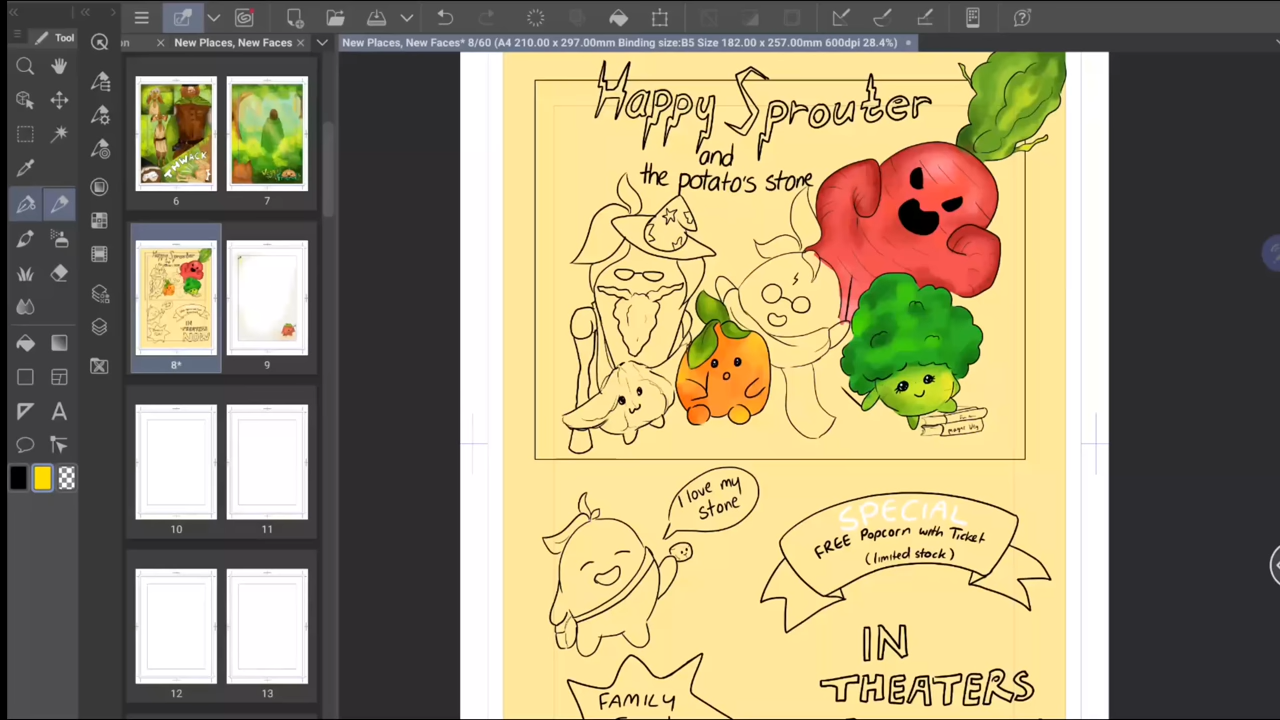 Tool
New Places, New Faces
New Places, New Faces* 8/60 (A4 210.00 x 297.00mm Binding size:B5 Size 182.00 x 257.00mm 600dpi 28.4%)
6
7
8*
9
10
11
12
13
THWACK
Happy Sprouter
and
the potato's stone
I love my
stone
SPECIAL
FREE Popcorn with Ticket
(limited stock)
IN
THEATERS
FAMILY